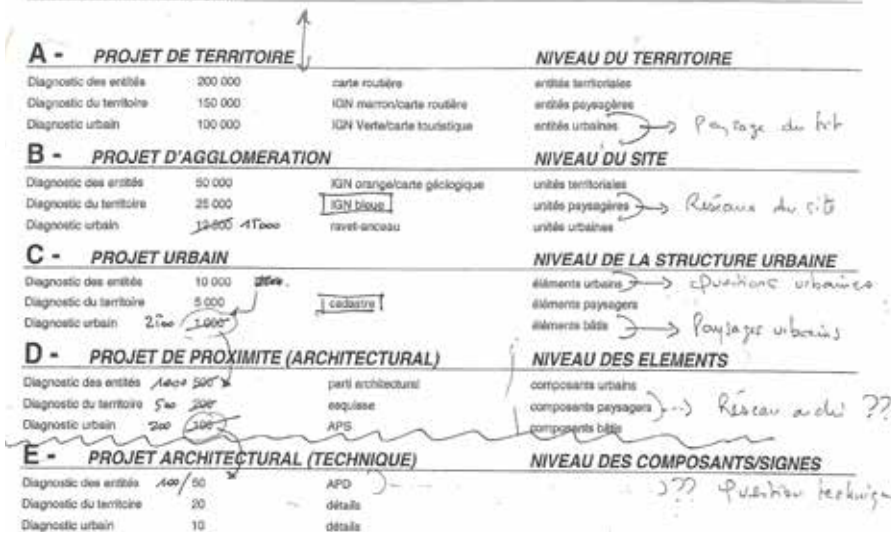 A - PROJET DE TERRITOIRE NIVEAU DU TERRITOIRE
Diagnostic des entités 200 000 carte routière entités territoriales
Diagnostic du territoire 150 000 IGN marron/carte routière entités paysagères
Diagnostic urbain 100 000 IGN Verte/carte touristique entités urbaines Paysage du
B - PROJET D'AGGLOMERATION NIVEAU DU SITE
Diagnostic des entités 50 000 IGN orange/carte géologique unités territoriales
Diagnostic du territoire 25 000 IGN bleue unités paysagères Réseaux du site
Diagnostic urbain 12 500 15000 ravet-anceau unités urbaines
C - PROJET URBAIN NIVEAU DE LA STRUCTURE URBAINE
Diagnostic des entités 10 000 éléments urbains Questions urbaines
Diagnostic du territoire 5 000 cadastre éléments paysagers
Diagnostic urbain 2500 1 000 éléments bâtis Paysages urbains
D - PROJET DE PROXIMITE (ARCHITECTURAL) NIVEAU DES ELEMENTS
Diagnostic des entités 1000 500 parti architectural composants urbains
Diagnostic du territoire 500 200 esquisse composants paysagers Réseau archi ??
Diagnostic urbain 200 100 APS composants bâtis
E - PROJET ARCHITECTURAL (TECHNIQUE) NIVEAU DES COMPOSANTS/SIGNES
Diagnostic des entités 100/50 APD ??? Question techniqu
Diagnostic du territoire 20 détails
Diagnostic urbain 10 détails